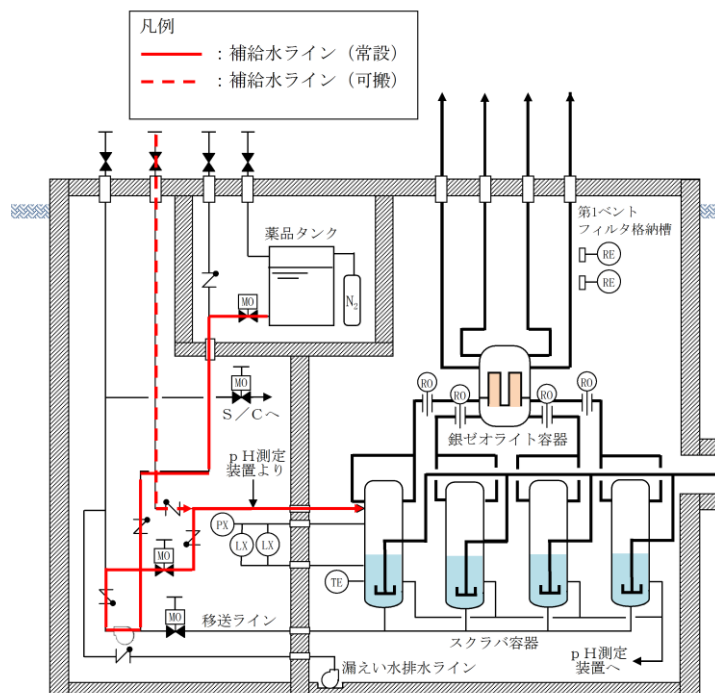 凡例
：補給水ライン（常設）
：補給水ライン（可搬）
第1ベント
フィルタ格納槽
RE
RE
薬品タンク
N₂
MO
MO
S／Cへ
RO
RO
RO
RO
銀ゼオライト容器
pH測定
装置より
PX
LX
LX
MO
TE
MO
移送ライン
スクラバ容器
漏えい水排水ライン
pH測定
装置へ